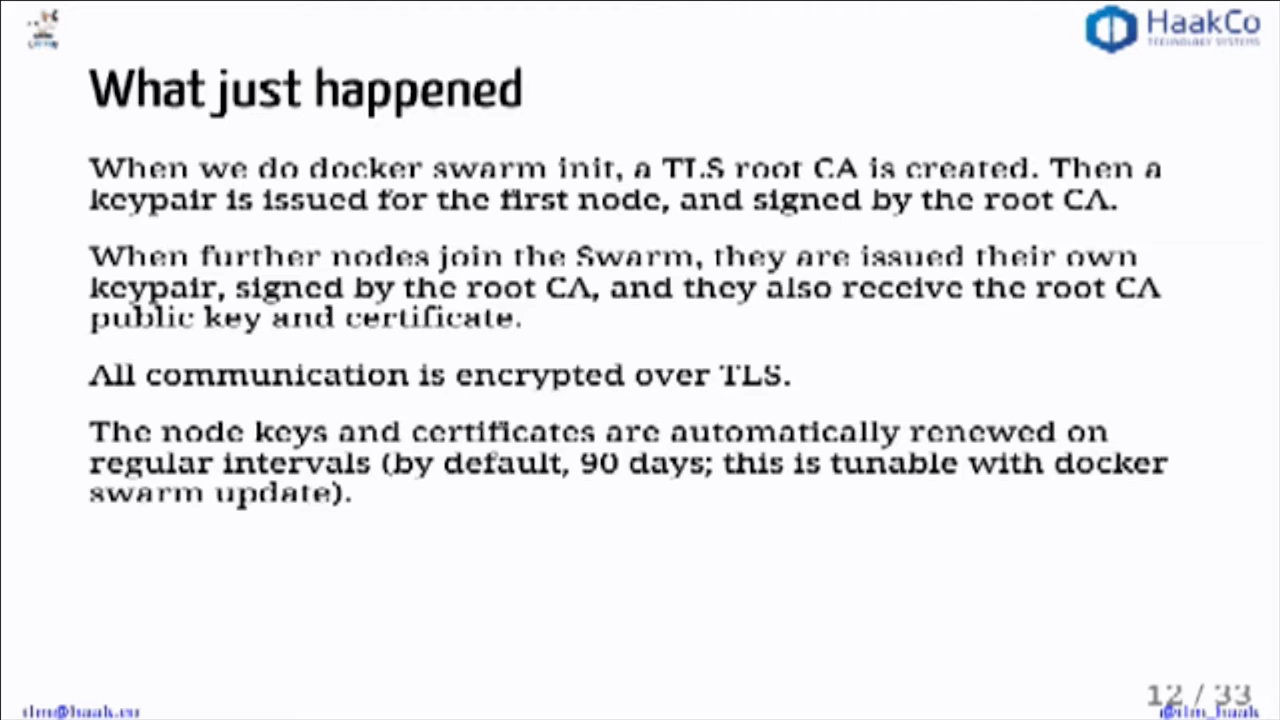 HaakCo
TECHNOLOGY SYSTEMS
What just happened
When we do docker swarm init, a TLS root CA is created. Then a
keypair is issued for the first node, and signed by the root CA.
When further nodes join the Swarm, they are issued their own
keypair, signed by the root CA, and they also receive the root CA
public key and certificate.
All communication is encrypted over TLS.
The node keys and certificates are automatically renewed on
regular intervals (by default, 90 days; this is tunable with docker
swarm update).
12 / 33